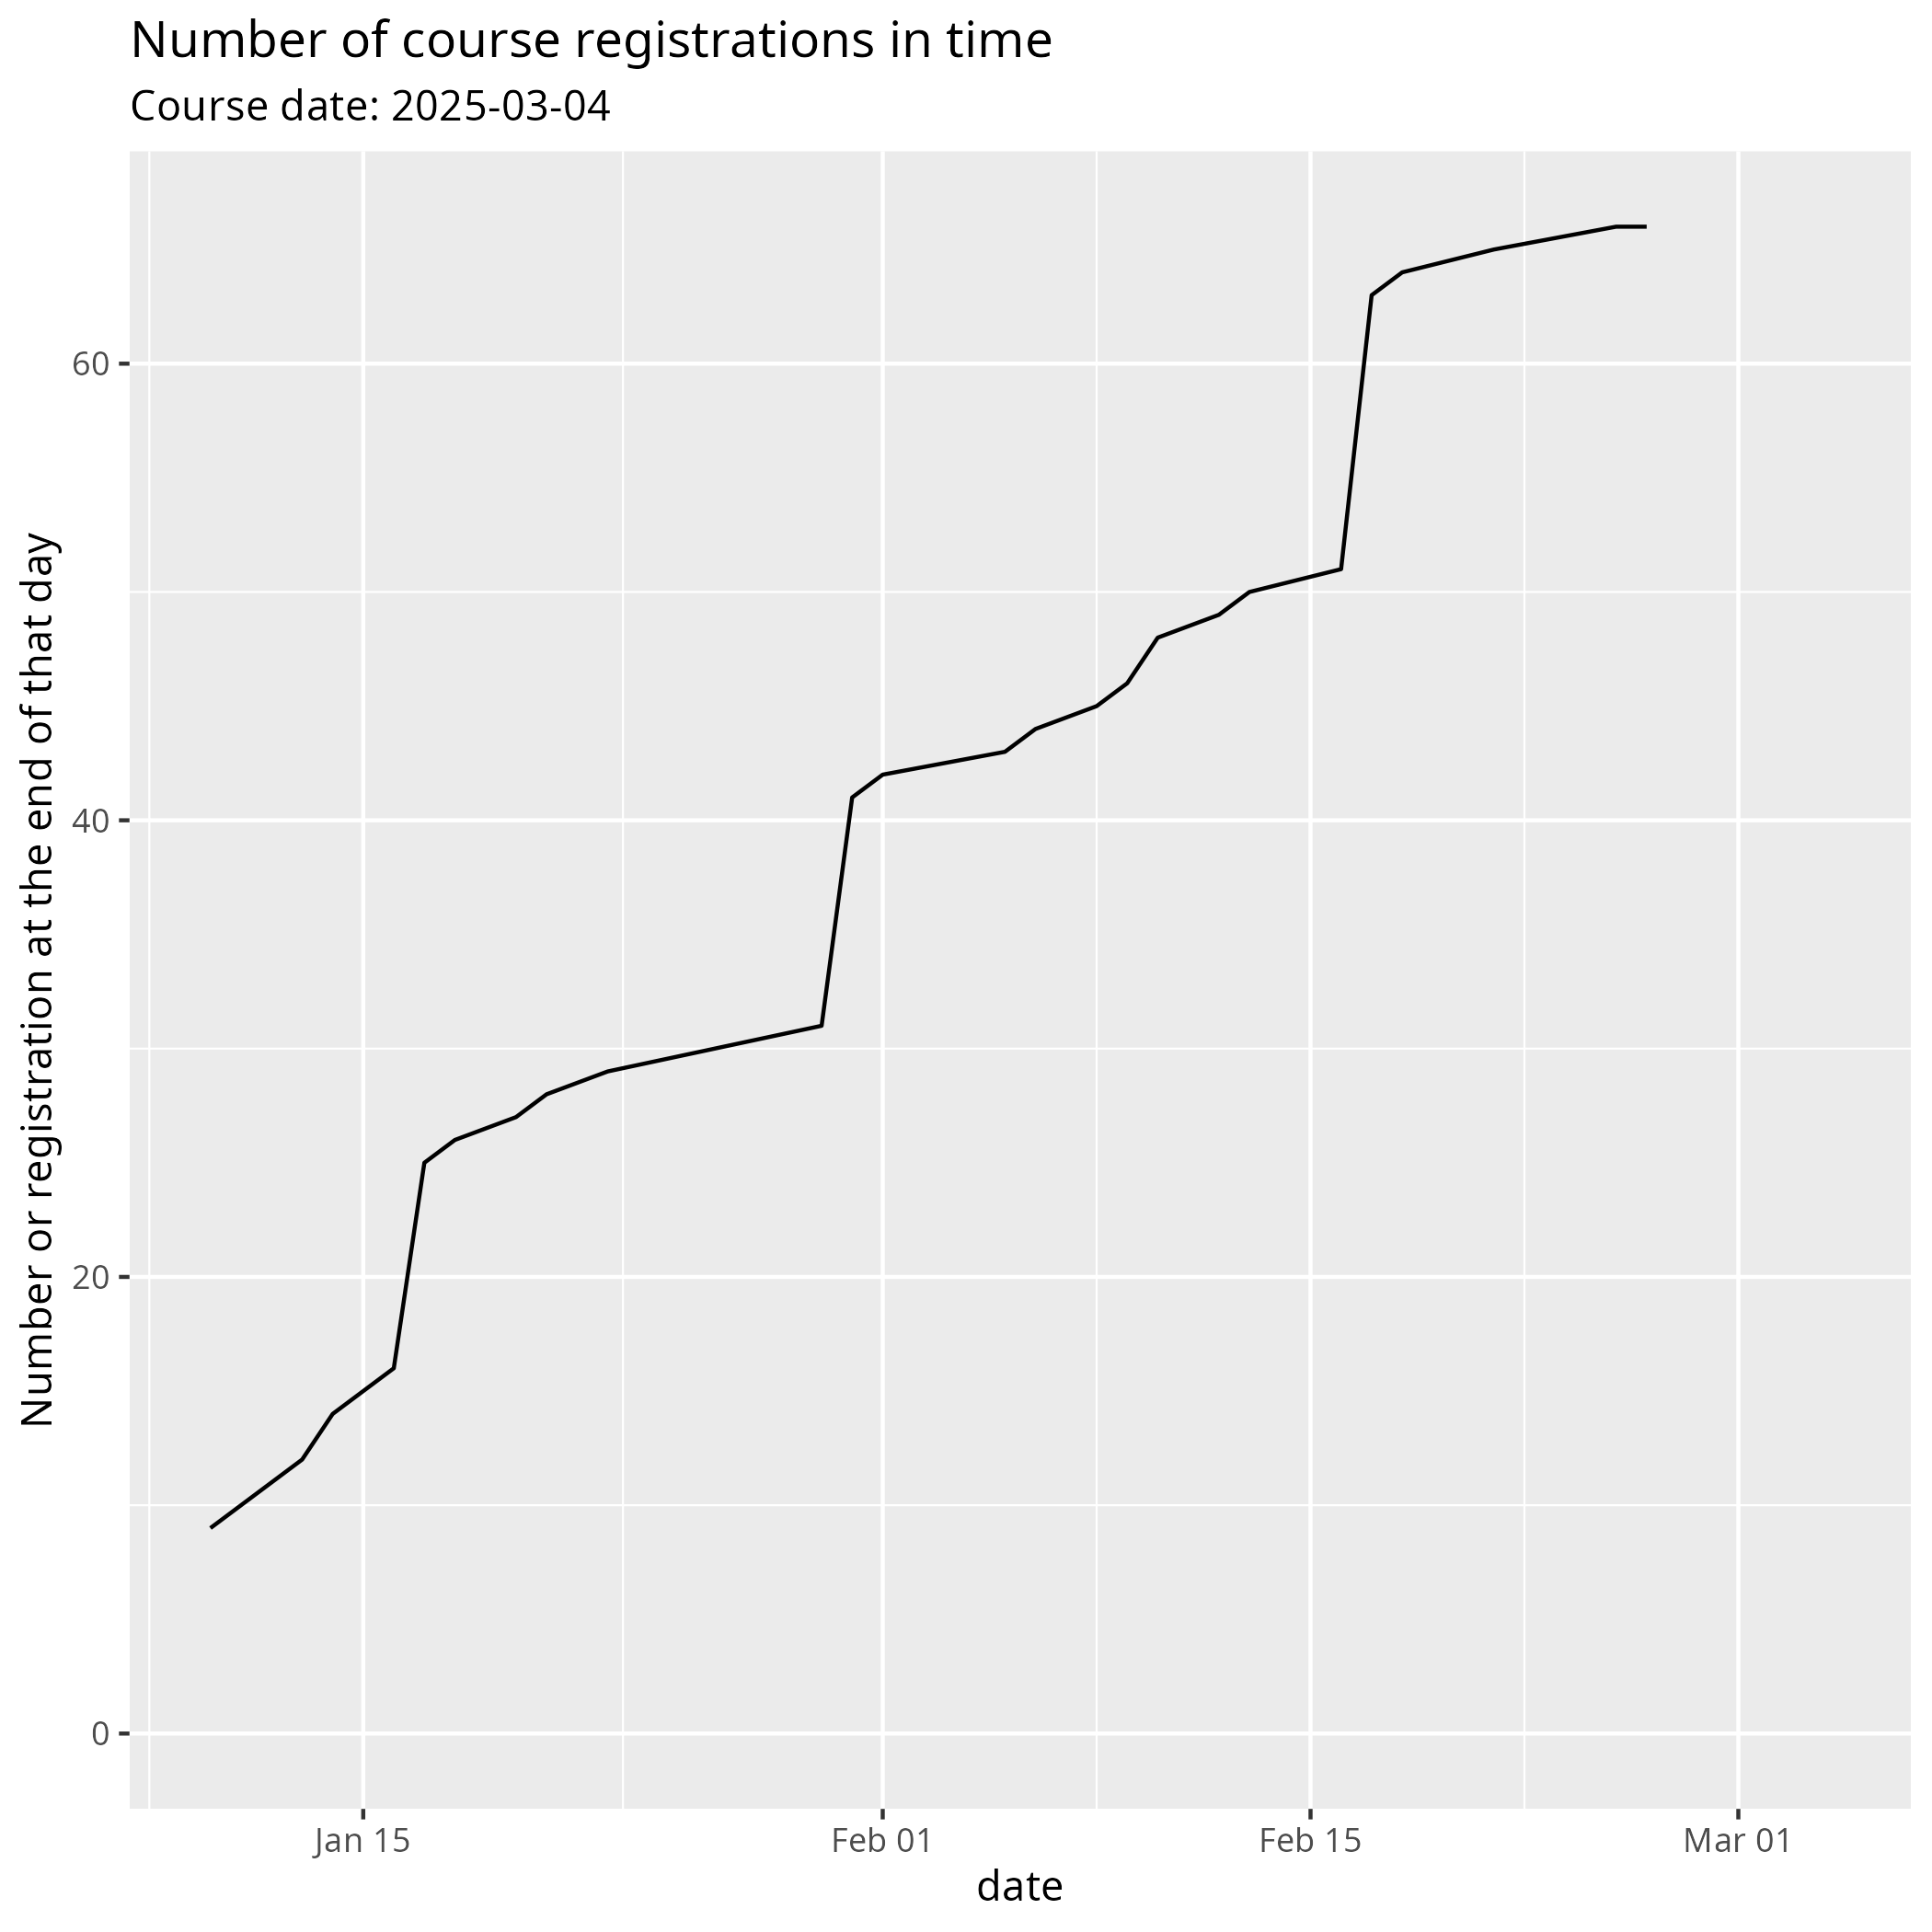 Number of course registrations in time
Course date: 2025-03-04
Number or registration at the end of that day
60
40
20
0
Jan 15
Feb 01
Feb 15
Mar 01
date